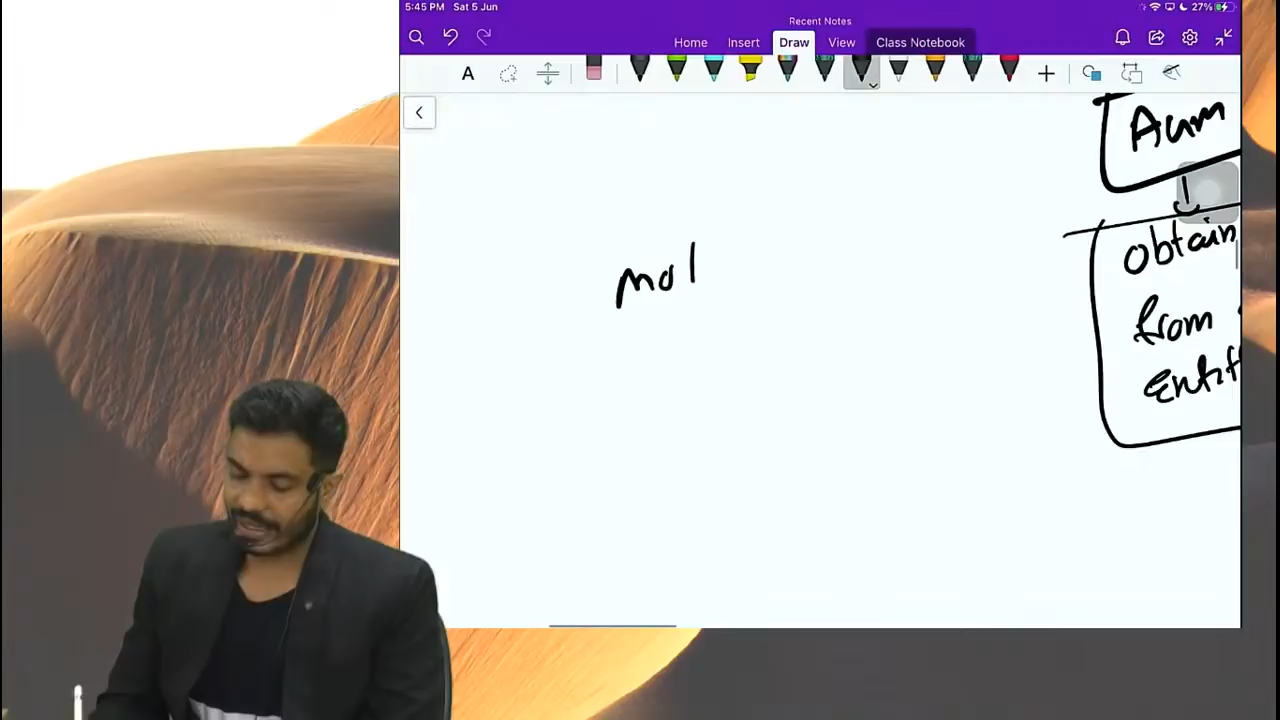 5:45 PM Sat 5 Jun
27%
Recent Notes
Home Insert Draw View Class Notebook
A
Aum
obtain
from
mol